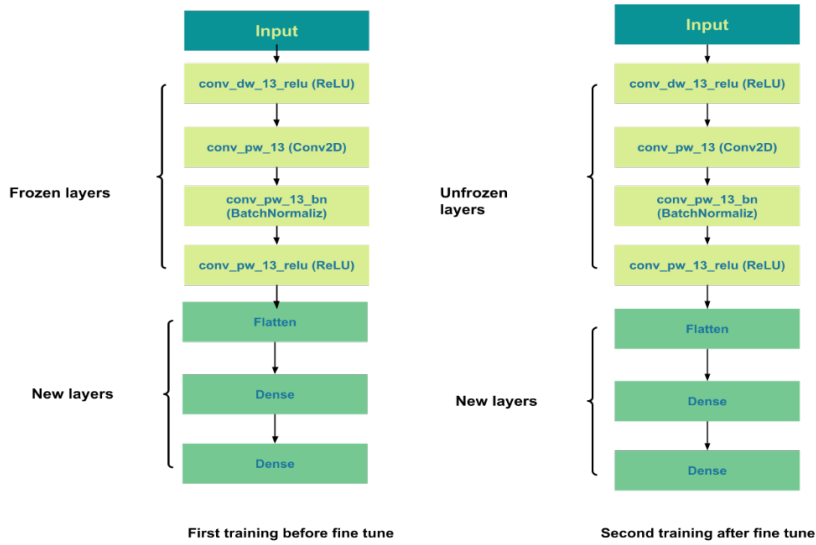 Input
conv_dw_13_relu (ReLU)
conv_pw_13 (Conv2D)
Frozen layers
conv_pw_13_bn
(BatchNormaliz)
conv_pw_13_relu (ReLU)
Flatten
New layers
Dense
Dense
First training before fine tune
Input
conv_dw_13_relu (ReLU)
conv_pw_13 (Conv2D)
Unfrozen
layers
conv_pw_13_bn
(BatchNormaliz)
conv_pw_13_relu (ReLU)
Flatten
New layers
Dense
Dense
Second training after fine tune